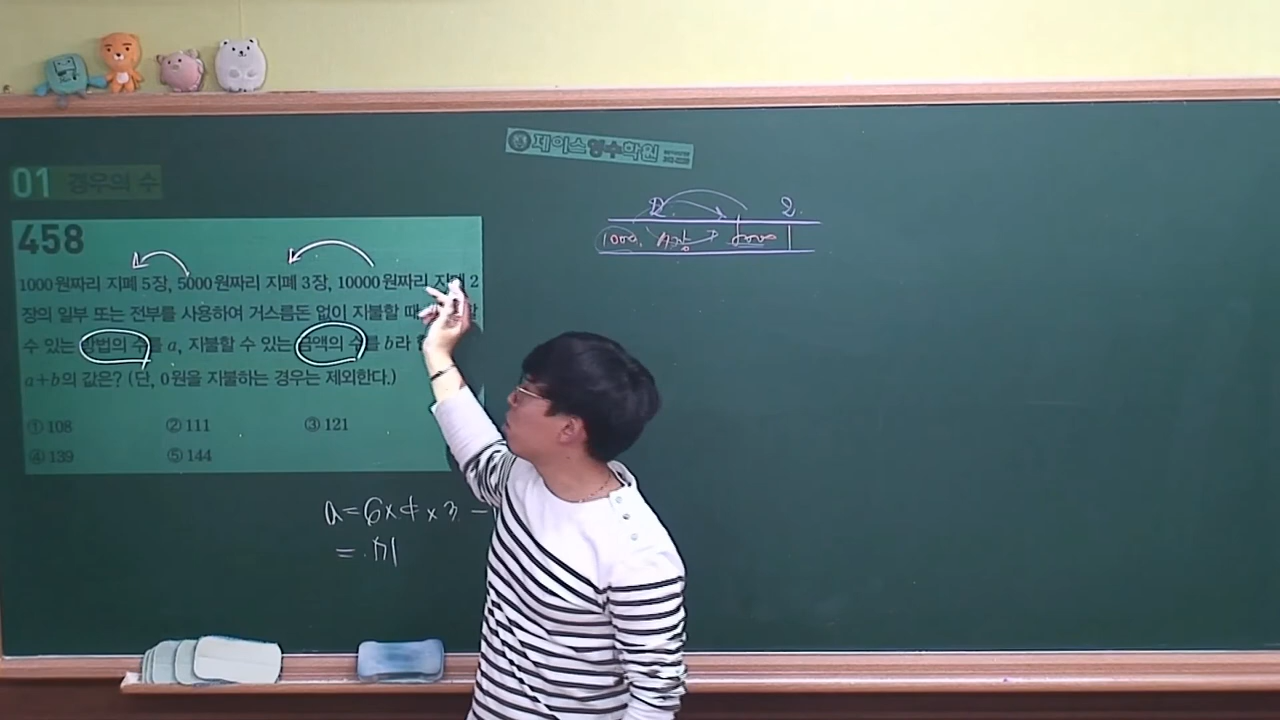 제이스영수학원
01 경우의 수
458
1000원짜리 지폐 5장, 5000원짜리 지폐 3장, 10000원짜리 지폐 2
장의 일부 또는 전부를 사용하여 거스름돈 없이 지불할 때
수 있는 방법의 수를 a, 지불할 수 있는 금액의 수를 b라
a+b의 값은? (단, 0원을 지불하는 경우는 제외한다.)
① 108 ② 111 ③ 121
④ 139 ⑤ 144
a=6×4×3 -
= 71
2.
1000.